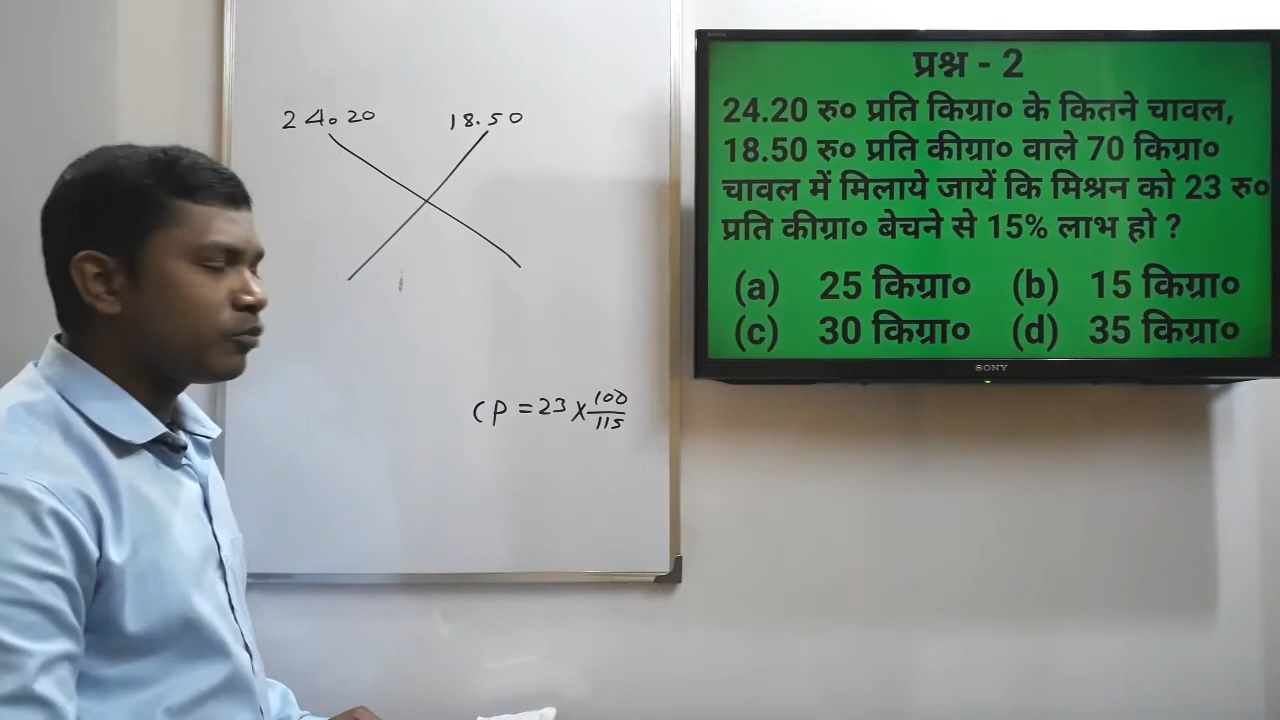 24.20 18.50
CP = 23 × 100/115
प्रश्न - 2
24.20 रु० प्रति किग्रा० के कितने चावल,
18.50 रु० प्रति कीग्रा० वाले 70 किग्रा०
चावल में मिलाये जायें कि मिश्रन को 23 रु०
प्रति कीग्रा० बेचने से 15% लाभ हो ?
(a) 25 किग्रा० (b) 15 किग्रा०
(c) 30 किग्रा० (d) 35 किग्रा०
SONY